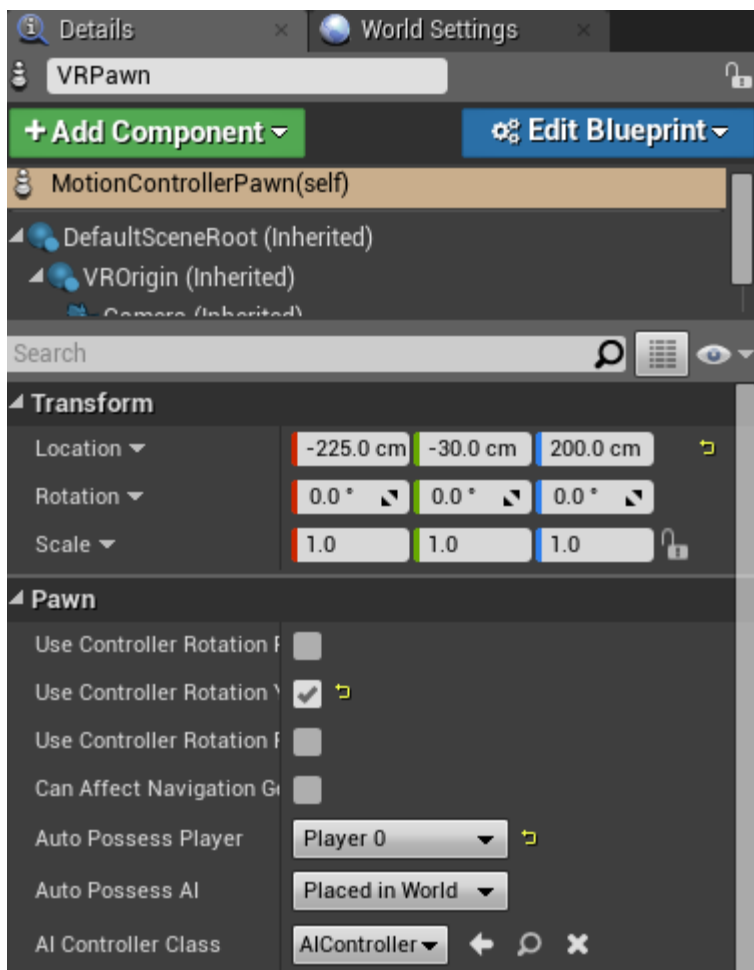 Details
World Settings
VRPawn
+ Add Component
Edit Blueprint
MotionControllerPawn(self)
DefaultSceneRoot (Inherited)
VROrigin (Inherited)
Camera (Inherited)
Search
Transform
Location -225.0 cm -30.0 cm 200.0 cm
Rotation 0.0 ° 0.0 ° 0.0 °
Scale 1.0 1.0 1.0
Pawn
Use Controller Rotation
Use Controller Rotation
Use Controller Rotation
Can Affect Navigation
Auto Possess Player Player 0
Auto Possess AI Placed in World
AI Controller Class AIController